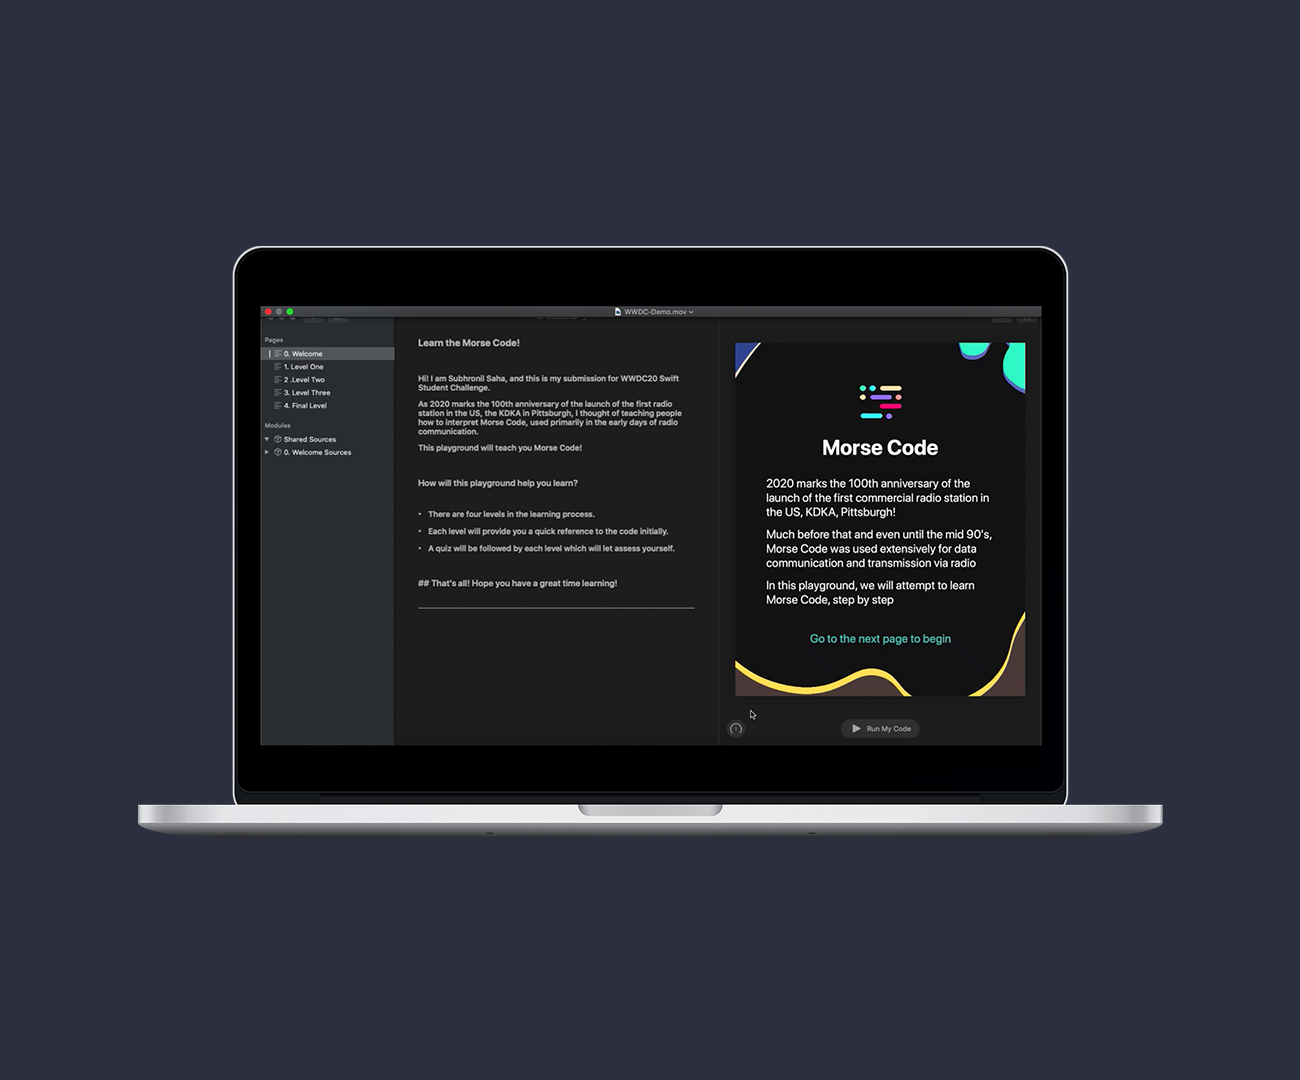 WWDC-Demo.mov
Pages
0. Welcome
1. Level One
2 .Level Two
3. Level Three
4. Final Level
Modules
Shared Sources
0. Welcome Sources
Learn the Morse Code!
Hi! I am Subhronil Saha, and this is my submission for WWDC20 Swift
Student Challenge.
As 2020 marks the 100th anniversary of the launch of the first radio
station in the US, the KDKA in Pittsburgh, I thought of teaching people
how to interpret Morse Code, used primarily in the early days of radio
communication.
This playground will teach you Morse Code!
How will this playground help you learn?
• There are four levels in the learning process.
• Each level will provide you a quick reference to the code initially.
• A quiz will be followed by each level which will let assess yourself.
## That's all! Hope you have a great time learning!
Morse Code
2020 marks the 100th anniversary of the
launch of the first commercial radio station in
the US, KDKA, Pittsburgh!
Much before that and even until the mid 90's,
Morse Code was used extensively for data
communication and transmission via radio
In this playground, we will attempt to learn
Morse Code, step by step
Go to the next page to begin
Run My Code